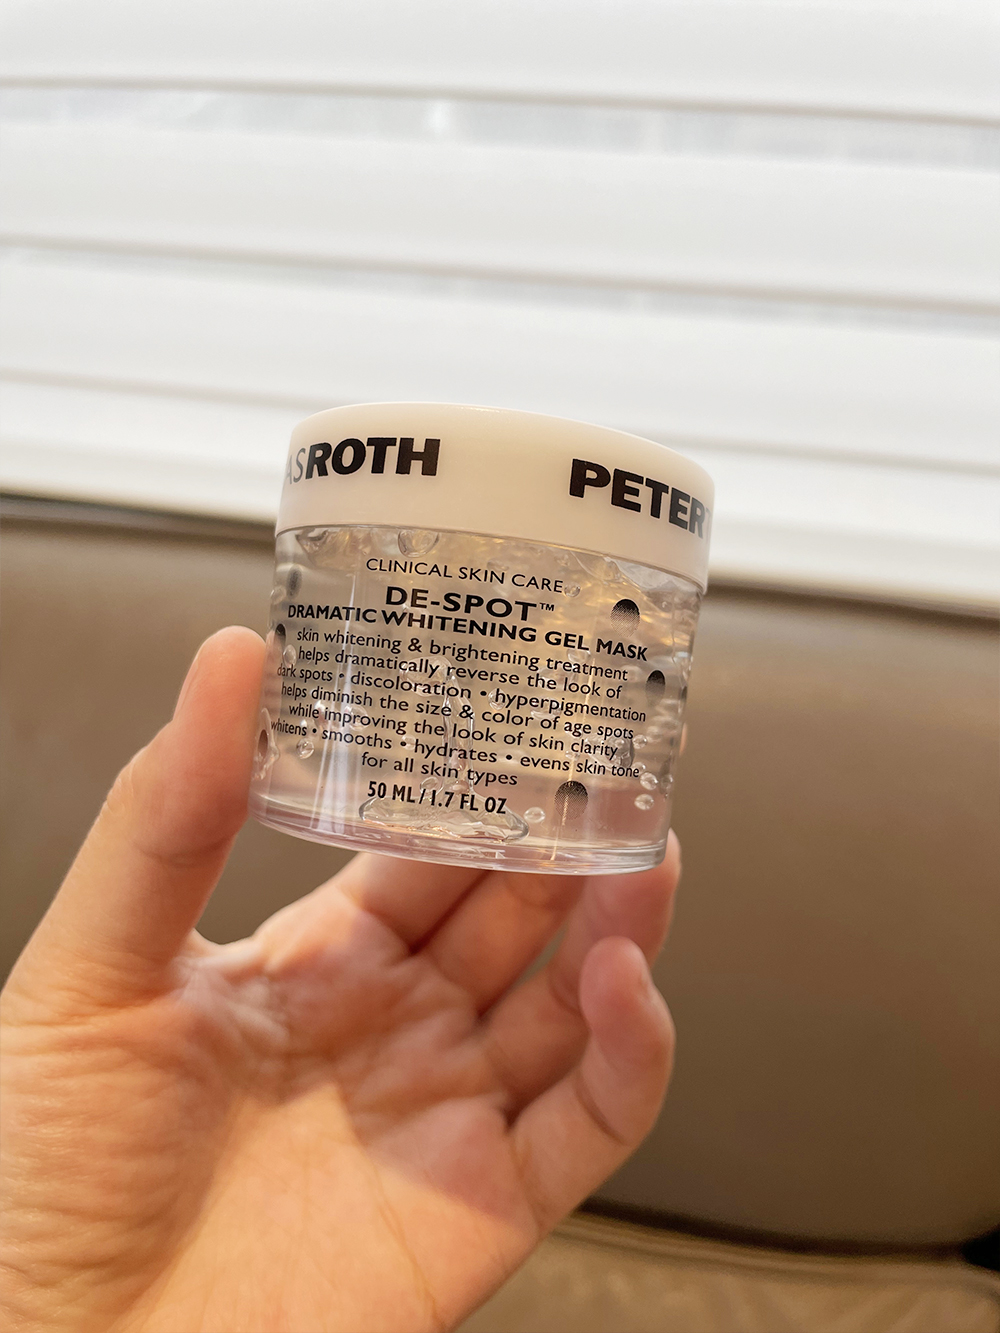 ASROTH PETER
CLINICAL SKIN CARE
DE-SPOT™
DRAMATIC WHITENING GEL MASK
skin whitening & brightening treatment
helps dramatically reverse the look of
dark spots • discoloration • hyperpigmentation
helps diminish the size & color of age spots
while improving the look of skin clarity
whitens • smooths • hydrates • evens skin tone
for all skin types
50 ML/1.7 FL OZ